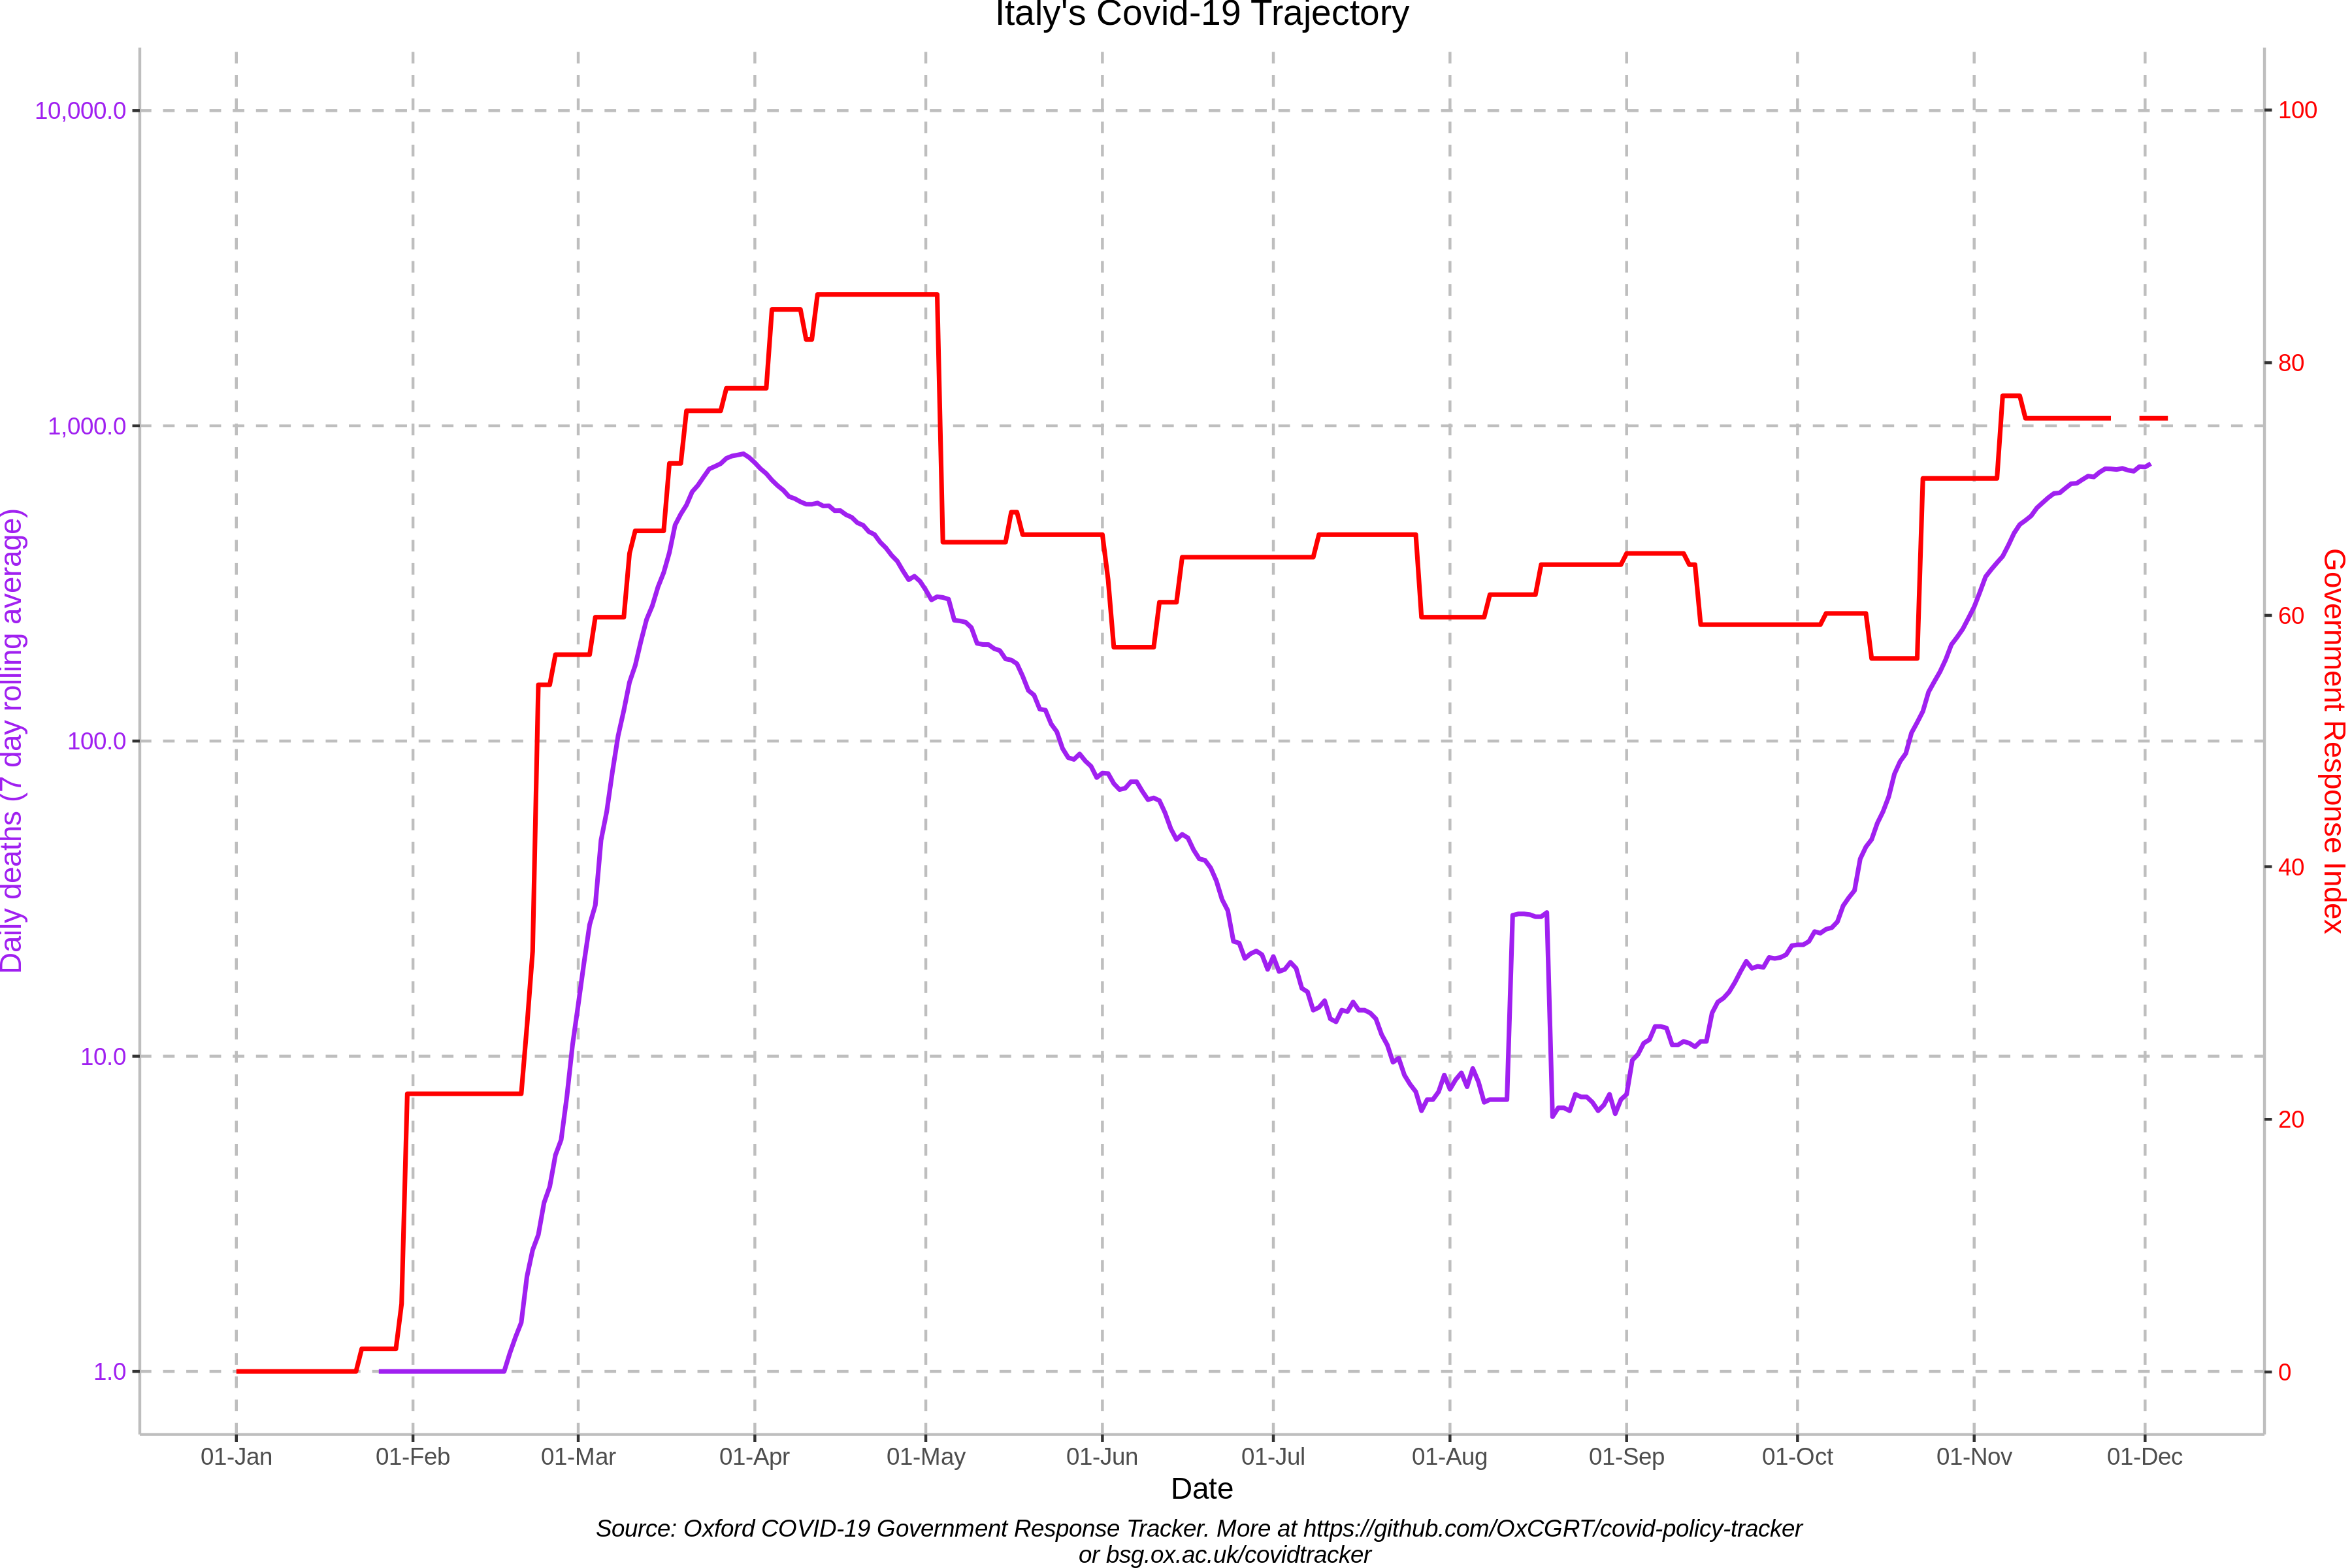 Italy's Covid-19 Trajectory
10,000.0
1,000.0
100.0
10.0
1.0
Daily deaths (7 day rolling average)
100
80
60
40
20
0
Government Response Index
01-Jan 01-Feb 01-Mar 01-Apr 01-May 01-Jun 01-Jul 01-Aug 01-Sep 01-Oct 01-Nov 01-Dec
Date
Source: Oxford COVID-19 Government Response Tracker. More at https://github.com/OxCGRT/covid-policy-tracker
or bsg.ox.ac.uk/covidtracker